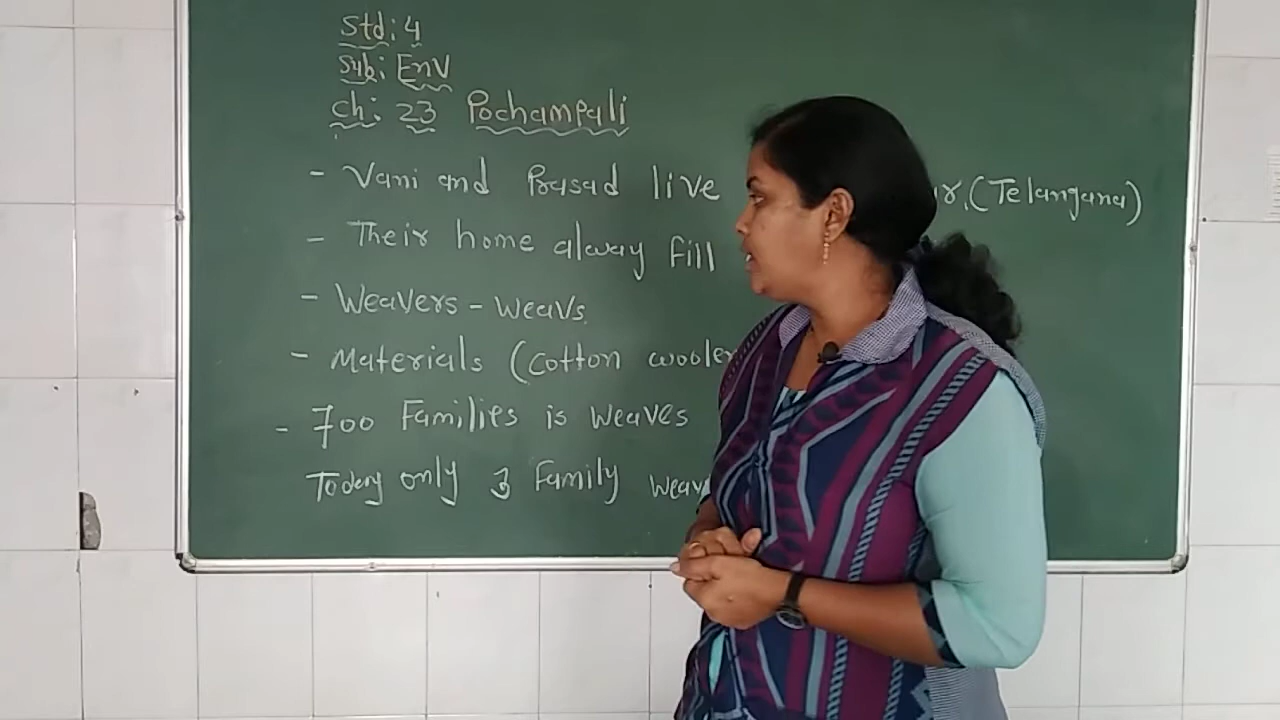 Std: 4
Sub: Env
Ch: 23 Pochampali
- Vani and Prasad live (Telangana)
- Their home alway fill
- Weavers - weavs
- Materials (cotton
- 700 Families is weaves
Today only 3 Family